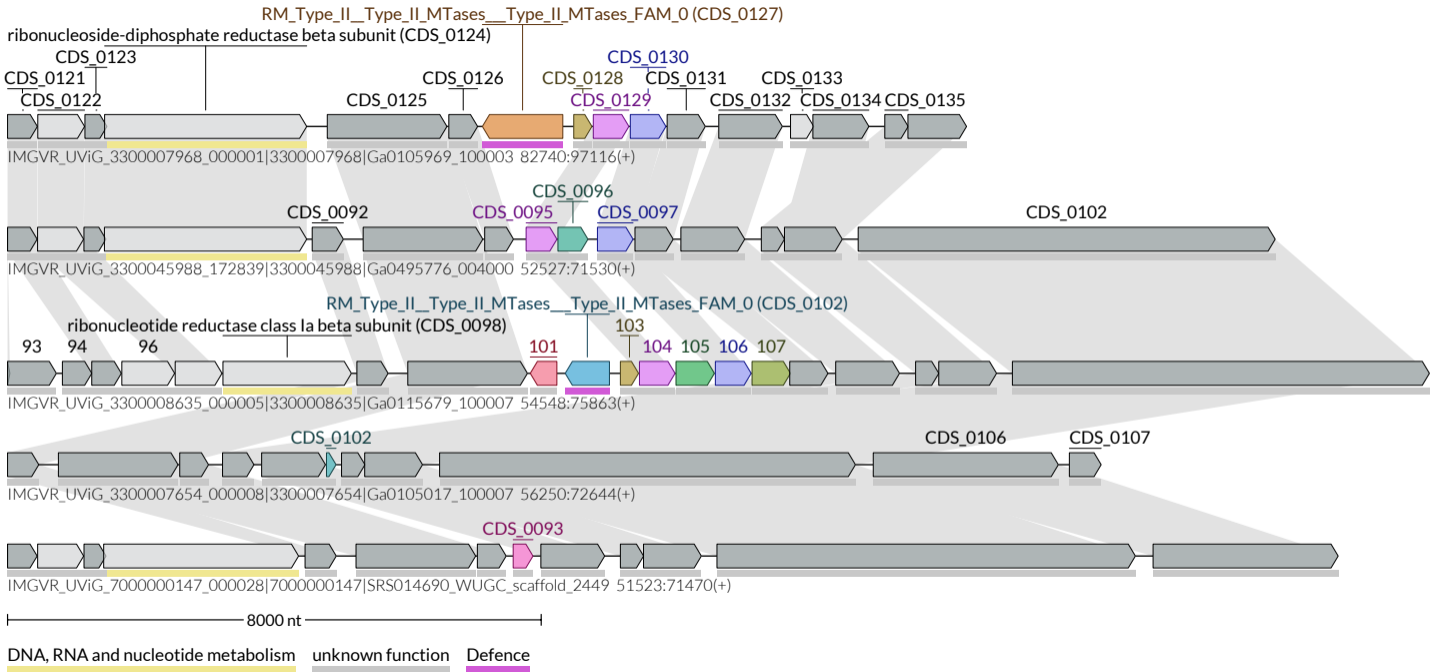 RM_Type_II__Type_II_MTases___Type_II_MTases_FAM_0 (CDS_0127)
ribonucleoside-diphosphate reductase beta subunit (CDS_0124)
CDS_0123 CDS_0130
CDS_0121 CDS_0126 CDS_0128 CDS_0131 CDS_0133
CDS_0122 CDS_0125 CDS_0129 CDS_0132 CDS_0134 CDS_0135
IMGVR_UViG_3300007968_000001|3300007968|Ga0105969_100003 82740:97116(+)
CDS_0096
CDS_0092 CDS_0095 CDS_0097 CDS_0102
IMGVR_UViG_3300045988_172839|3300045988|Ga0495776_004000 52527:71530(+)
RM_Type_II__Type_II_MTases___Type_II_MTases_FAM_0 (CDS_0102)
ribonucleotide reductase class Ia beta subunit (CDS_0098) 103
93 94 96 101 104 105 106 107
IMGVR_UViG_3300008635_000005|3300008635|Ga0115679_100007 54548:75863(+)
CDS_0102 CDS_0106 CDS_0107
IMGVR_UViG_3300007654_000008|3300007654|Ga0105017_100007 56250:72644(+)
CDS_0093
IMGVR_UViG_7000000147_000028|7000000147|SRS014690_WUGC_scaffold_2449 51523:71470(+)
8000 nt
DNA, RNA and nucleotide metabolism unknown function Defence